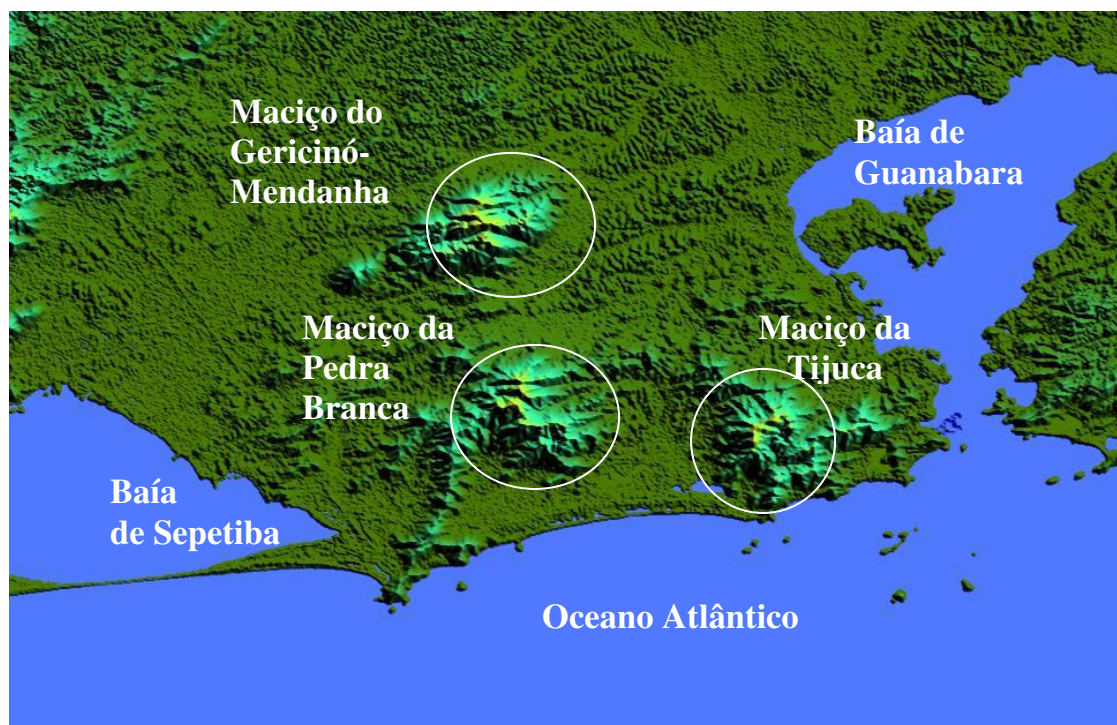 Maciço do
Gericinó-
Mendanha
Baía de
Guanabara
Maciço da
Pedra
Branca
Maciço da
Tijuca
Baía
de Sepetiba
Oceano Atlântico